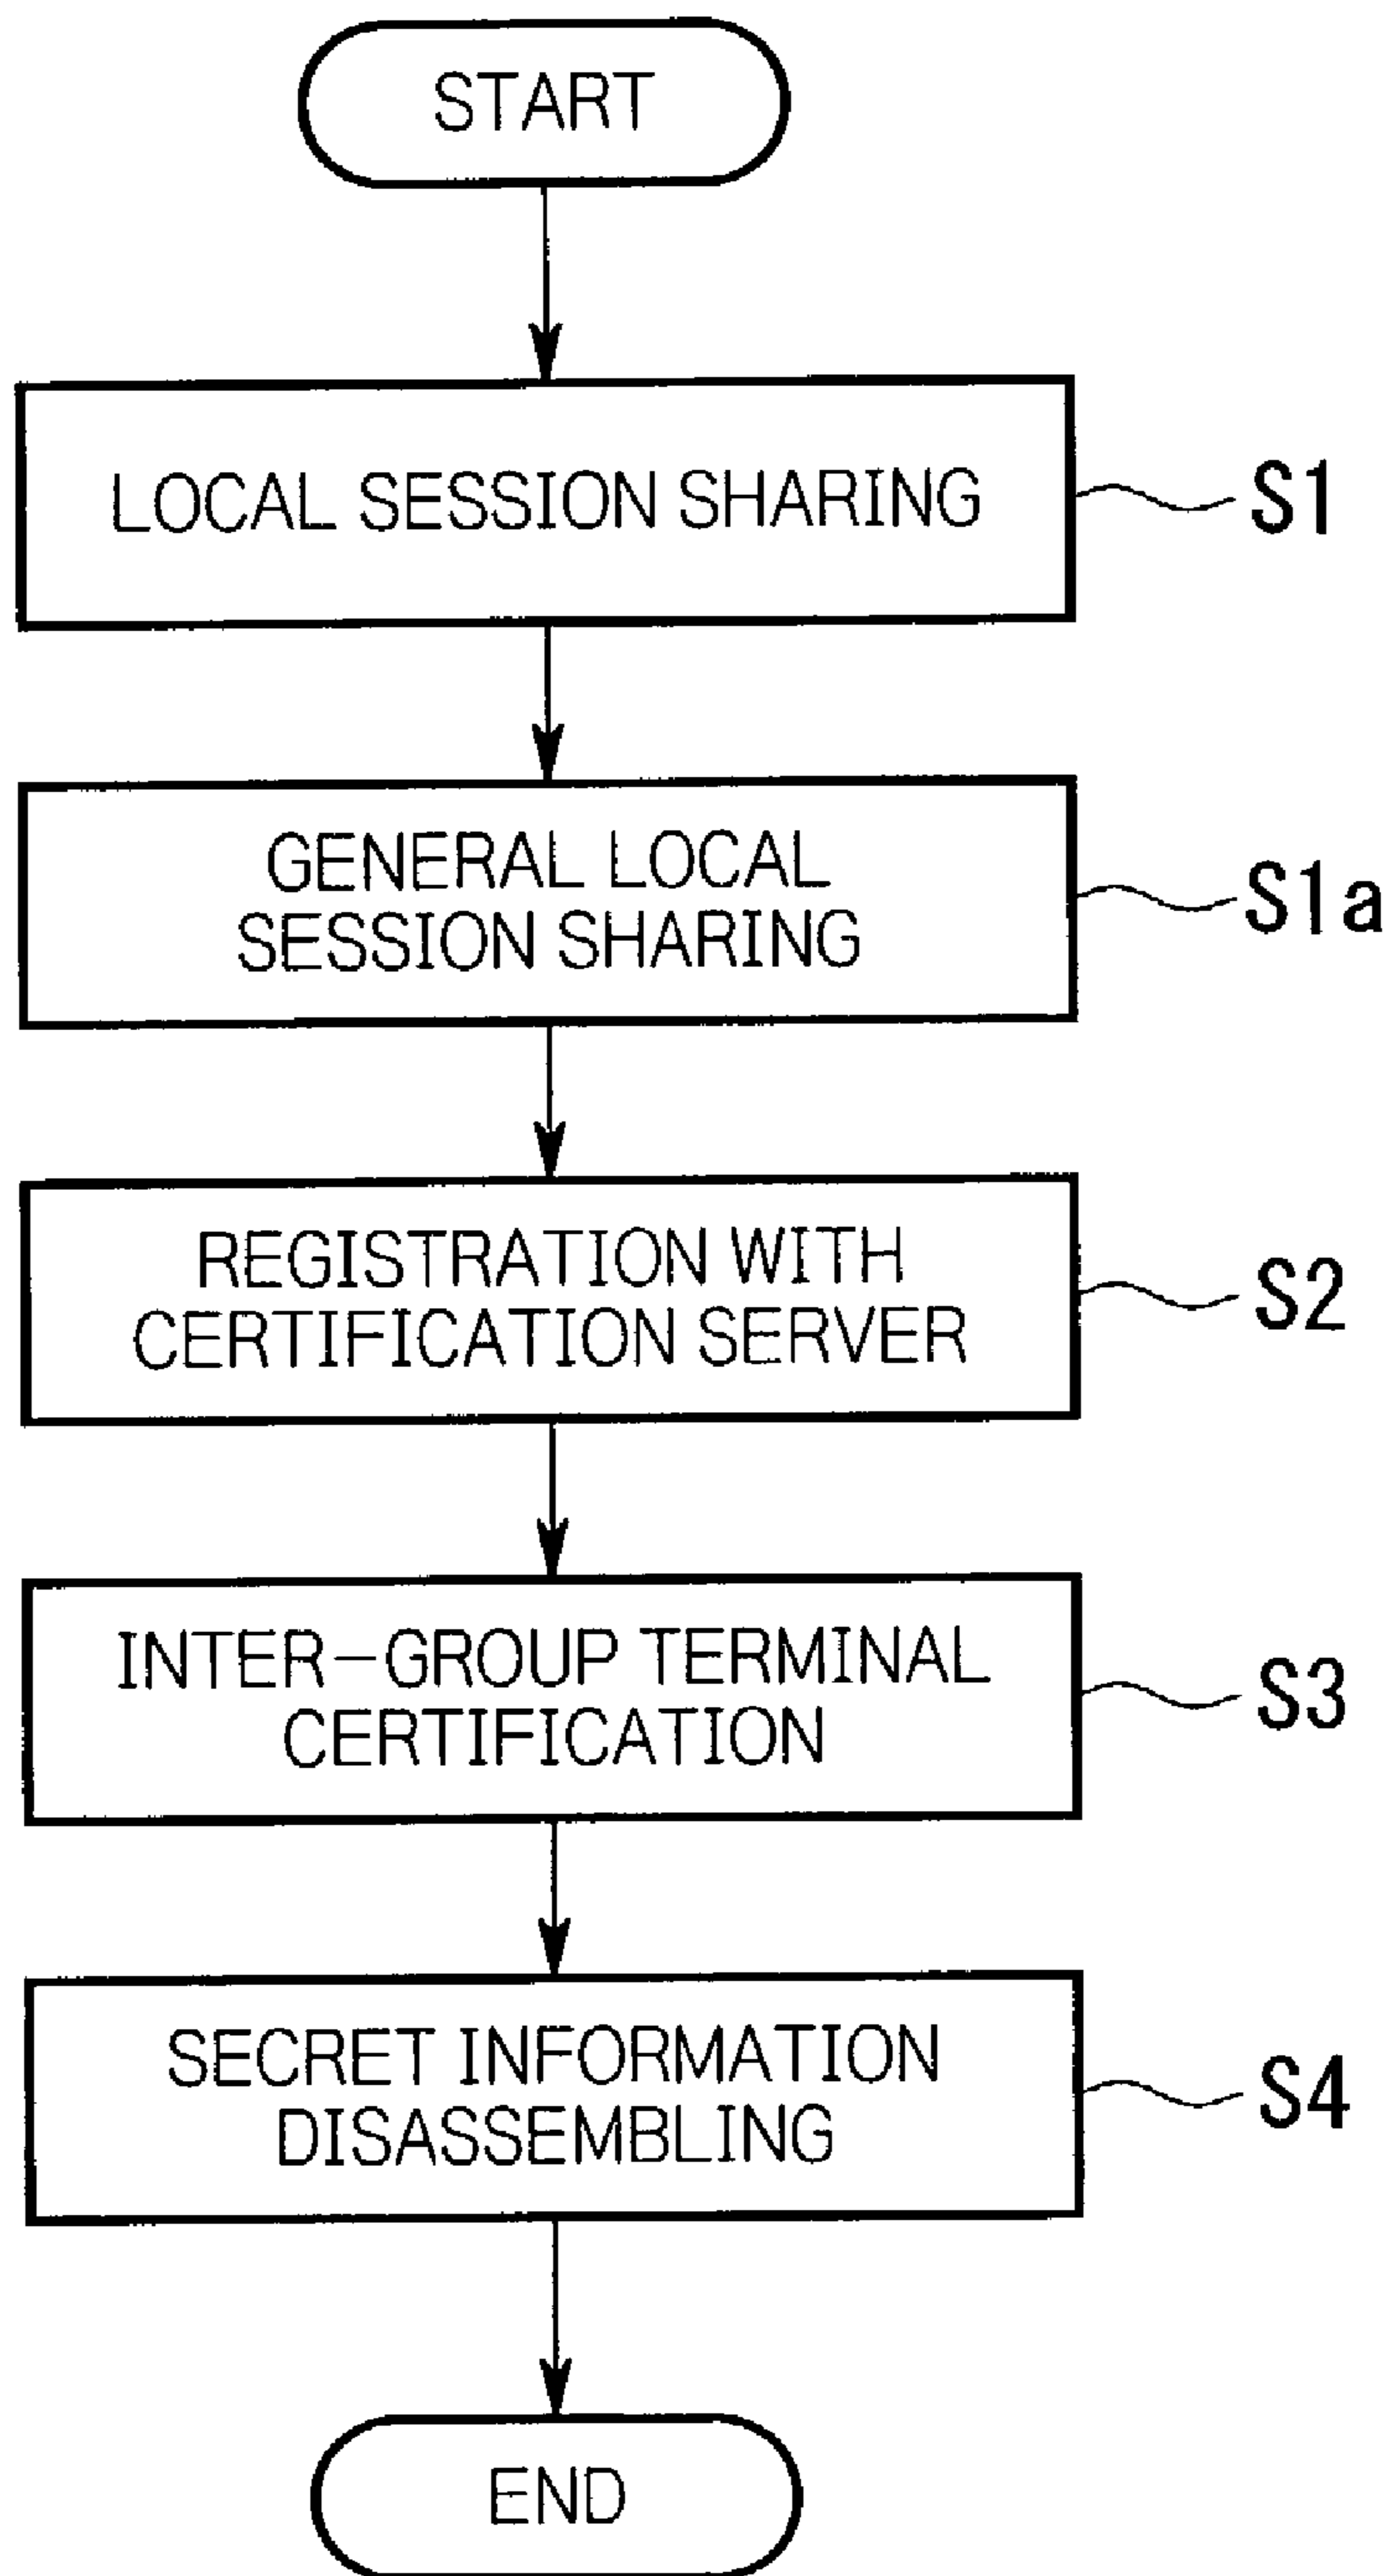 START
LOCAL SESSION SHARING
S1
GENERAL LOCAL
SESSION SHARING
S1a
REGISTRATION WITH
CERTIFICATION SERVER
S2
INTER-GROUP TERMINAL
CERTIFICATION
S3
SECRET INFORMATION
DISASSEMBLING
S4
END